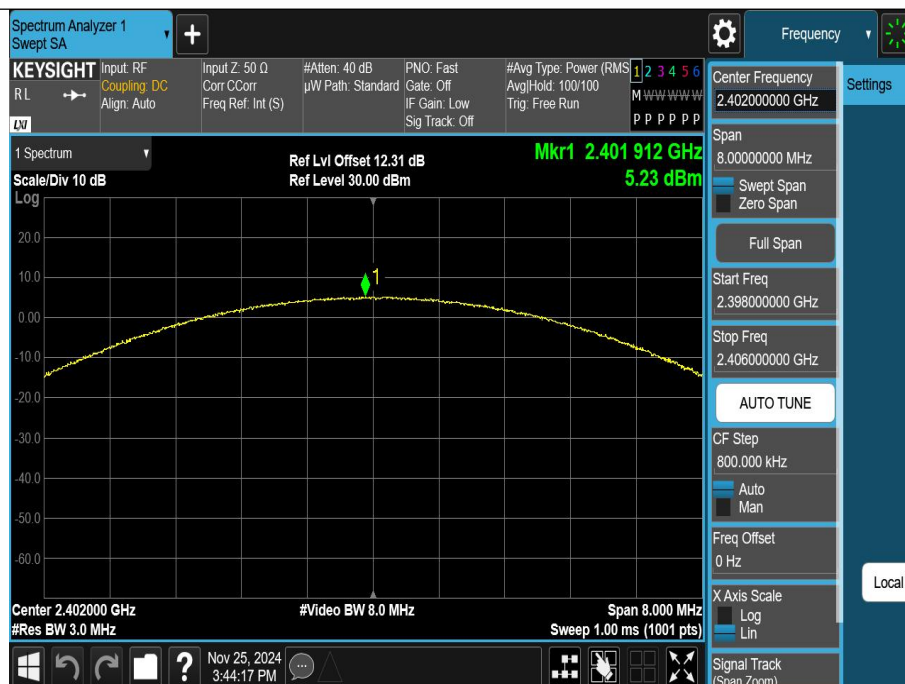 Spectrum Analyzer 1
Swept SA
+
Frequency
KEYSIGHT
RL
LXI
Input: RF
Coupling: DC
Align: Auto
Input Z: 50 Ω
Corr CCorr
Freq Ref: Int (S)
#Atten: 40 dB
µW Path: Standard
PNO: Fast
Gate: Off
IF Gain: Low
Sig Track: Off
#Avg Type: Power (RMS
Avg|Hold: 100/100
Trig: Free Run
1 2 3 4 5 6
M W W W W W
P P P P P P
1 Spectrum
Scale/Div 10 dB
Log
Ref Lvl Offset 12.31 dB
Ref Level 30.00 dBm
Mkr1 2.401 912 GHz
5.23 dBm
20.0
10.0
0.00
-10.0
-20.0
-30.0
-40.0
-50.0
-60.0
1
Center 2.402000 GHz
#Res BW 3.0 MHz
#Video BW 8.0 MHz
Span 8.000 MHz
Sweep 1.00 ms (1001 pts)
?
Nov 25, 2024
3:44:17 PM
Center Frequency
2.402000000 GHz
Span
8.00000000 MHz
Swept Span
Zero Span
Full Span
Start Freq
2.398000000 GHz
Stop Freq
2.406000000 GHz
AUTO TUNE
CF Step
800.000 kHz
Auto
Man
Freq Offset
0 Hz
X Axis Scale
Log
Lin
Signal Track
(Span Zoom)
Settings
Local